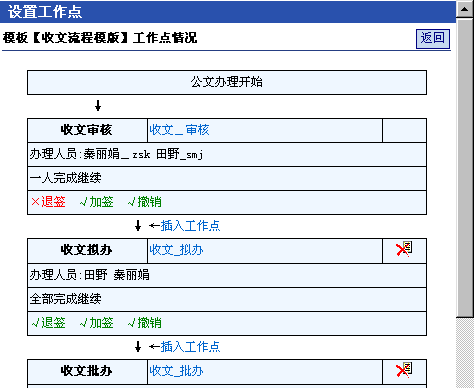 设置工作点
模板【收文流程模版】工作点情况 返回
公文办理开始
↓
收文审核 收文＿审核
办理人员:秦丽娟＿zsk 田野_smj
一人完成继续
×退签 √加签 √撤销
↓ ←插入工作点
收文拟办 收文_拟办
办理人员:田野 秦丽娟
全部完成继续
√退签 √加签 √撤销
↓ ←插入工作点
收文批办 收文_批办